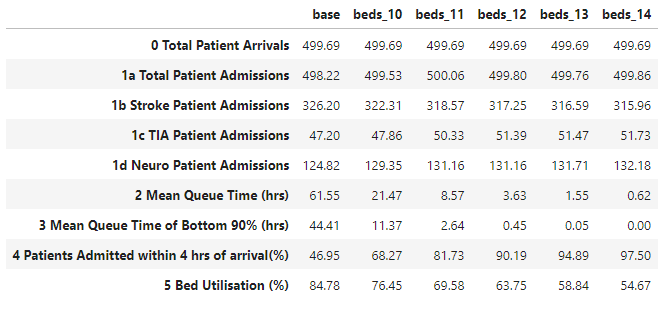 base beds_10 beds_11 beds_12 beds_13 beds_14
0 Total Patient Arrivals 499.69 499.69 499.69 499.69 499.69 499.69
1a Total Patient Admissions 498.22 499.53 500.06 499.80 499.76 499.86
1b Stroke Patient Admissions 326.20 322.31 318.57 317.25 316.59 315.96
1c TIA Patient Admissions 47.20 47.86 50.33 51.39 51.47 51.73
1d Neuro Patient Admissions 124.82 129.35 131.16 131.16 131.71 132.18
2 Mean Queue Time (hrs) 61.55 21.47 8.57 3.63 1.55 0.62
3 Mean Queue Time of Bottom 90% (hrs) 44.41 11.37 2.64 0.45 0.05 0.00
4 Patients Admitted within 4 hrs of arrival(%) 46.95 68.27 81.73 90.19 94.89 97.50
5 Bed Utilisation (%) 84.78 76.45 69.58 63.75 58.84 54.67